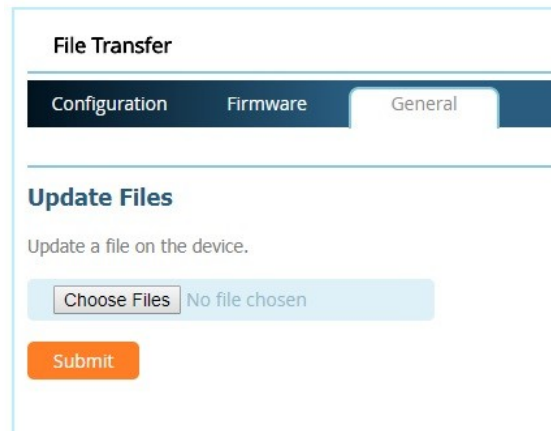 File Transfer
Configuration Firmware General
Update Files
Update a file on the device.
Choose Files No file chosen
Submit